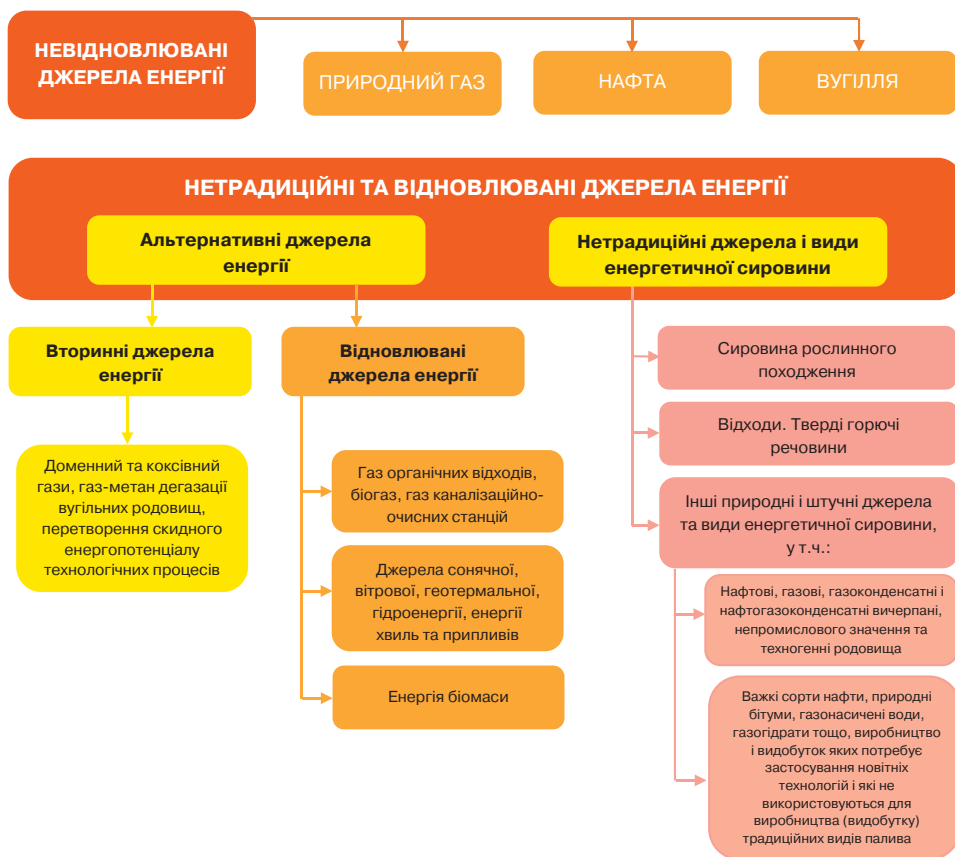 НЕВІДНОВЛЮВАНІ
ДЖЕРЕЛА ЕНЕРГІЇ
ПРИРОДНИЙ ГАЗ
НАФТА
ВУГІЛЛЯ
НЕТРАДИЦІЙНІ ТА ВІДНОВЛЮВАНІ ДЖЕРЕЛА ЕНЕРГІЇ
Альтернативні джерела
енергії
Нетрадиційні джерела і види
енергетичної сировини
Вторинні джерела
енергії
Доменний та коксівний
гази, газ-метан дегазації
вугільних родовищ,
перетворення скидного
енергопотенціалу
технологічних процесів
Відновлювані
джерела енергії
Газ органічних відходів,
біогаз, газ каналізаційно-
очисних станцій
Джерела сонячної,
вітрової, геотермальної,
гідроенергії, енергії
хвиль та припливів
Енергія біомаси
Сировина рослинного
походження
Відходи. Тверді горючі
речовини
Інші природні і штучні джерела
та види енергетичної сировини,
у т.ч.:
Нафтові, газові, газоконденсатні і
нафтогазоконденсатні вичерпані,
непромислового значення та
техногенні родовища
Важкі сорти нафти, природні
бітуми, газонасичені води,
газогідрати тощо, виробництво
і видобуток яких потребує
застосування новітніх
технологій і які не
використовуються для
виробництва (видобутку)
традиційних видів палива